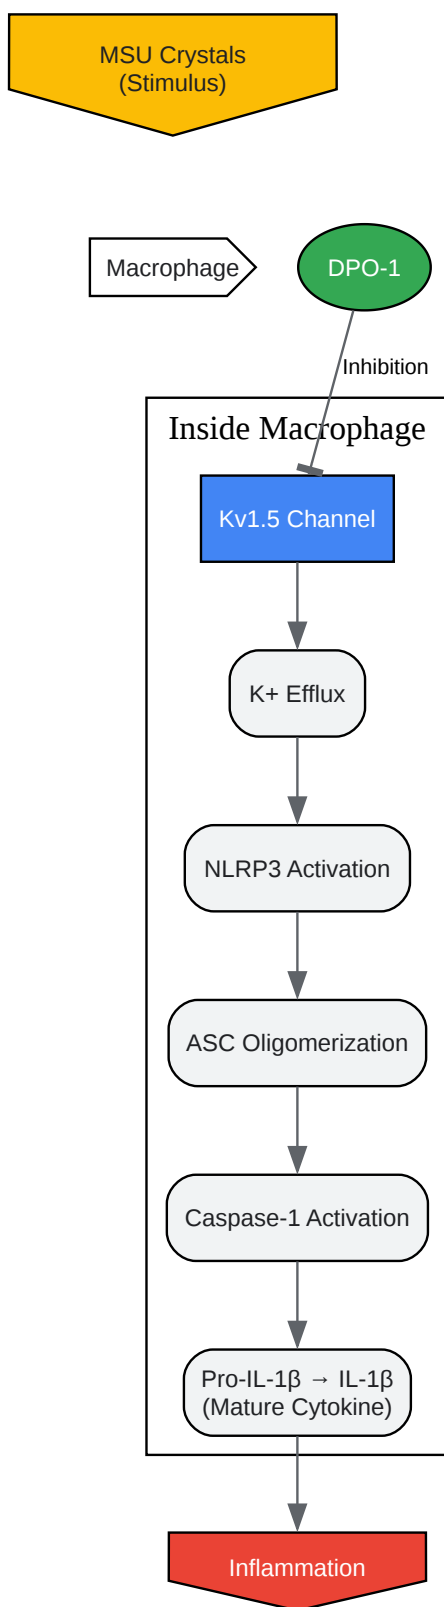 MSU Crystals
(Stimulus)
Macrophage
DPO-1
Inhibition
Inside Macrophage
Kv1.5 Channel
K+ Efflux
NLRP3 Activation
ASC Oligomerization
Caspase-1 Activation
Pro-IL-1β → IL-1β
(Mature Cytokine)
Inflammation